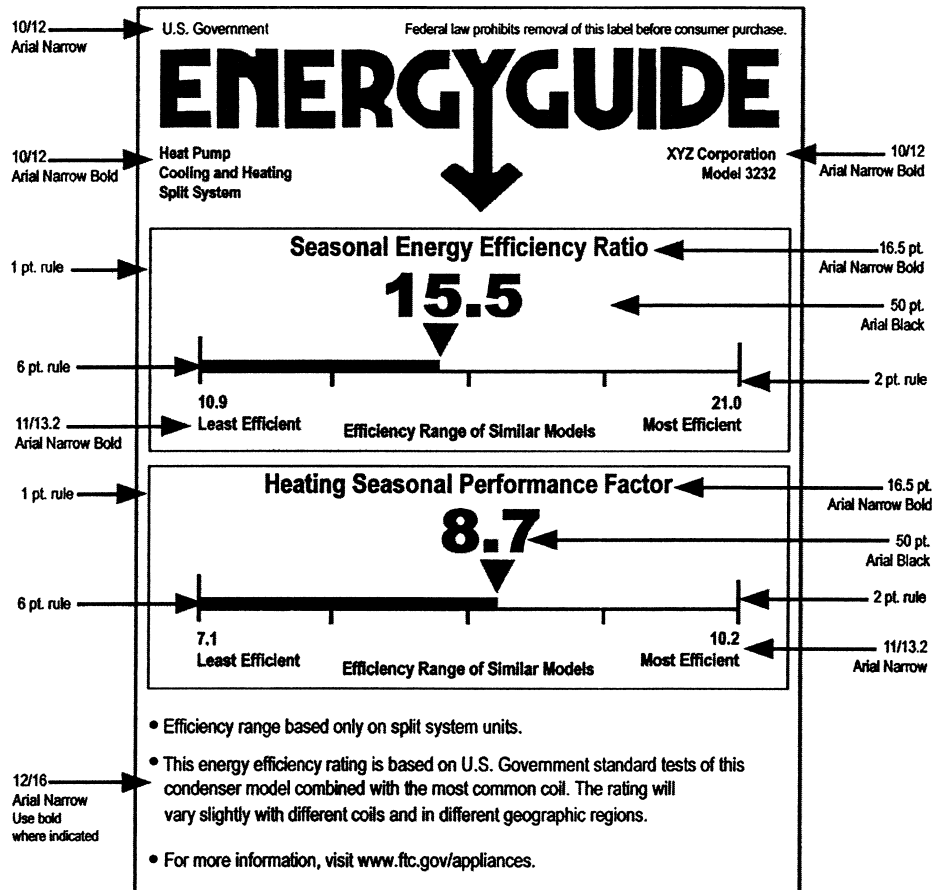 10/12
Arial Narrow
U.S. Government
Federal law prohibits removal of this label before consumer purchase.
ENERGYGUIDE
10/12
Arial Narrow Bold
Heat Pump
Cooling and Heating
Split System
XYZ Corporation
Model 3232
10/12
Arial Narrow Bold
Seasonal Energy Efficiency Ratio
16.5 pt.
Arial Narrow Bold
1 pt. rule
15.5
50 pt.
Arial Black
6 pt. rule
2 pt. rule
10.9
21.0
11/13.2
Arial Narrow Bold
Least Efficient
Efficiency Range of Similar Models
Most Efficient
Heating Seasonal Performance Factor
16.5 pt.
Arial Narrow Bold
1 pt. rule
8.7
50 pt.
Arial Black
6 pt. rule
2 pt. rule
7.1
10.2
Least Efficient
Efficiency Range of Similar Models
Most Efficient
11/13.2
Arial Narrow
• Efficiency range based only on split system units.
• This energy efficiency rating is based on U.S. Government standard tests of this
condenser model combined with the most common coil. The rating will
vary slightly with different coils and in different geographic regions.
12/16
Arial Narrow
Use bold
where indicated
• For more information, visit www.ftc.gov/appliances.